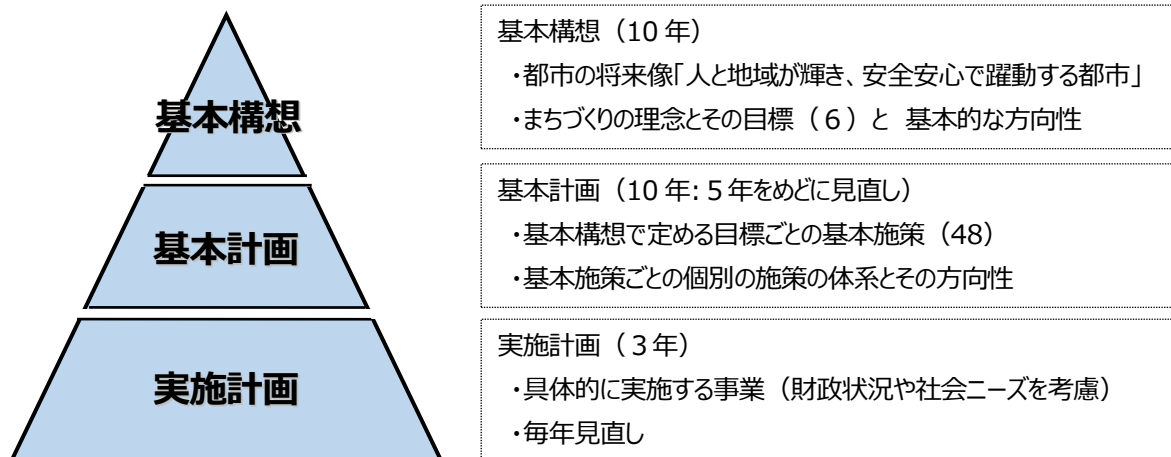 基本構想
基本構想（10 年）
・都市の将来像「人と地域が輝き、安全安心で躍動する都市」
・まちづくりの理念とその目標（６）と 基本的な方向性
基本計画
基本計画（10 年：５年をめどに見直し）
・基本構想で定める目標ごとの基本施策（48）
・基本施策ごとの個別の施策の体系とその方向性
実施計画
実施計画（３年）
・具体的に実施する事業（財政状況や社会ニーズを考慮）
・毎年見直し